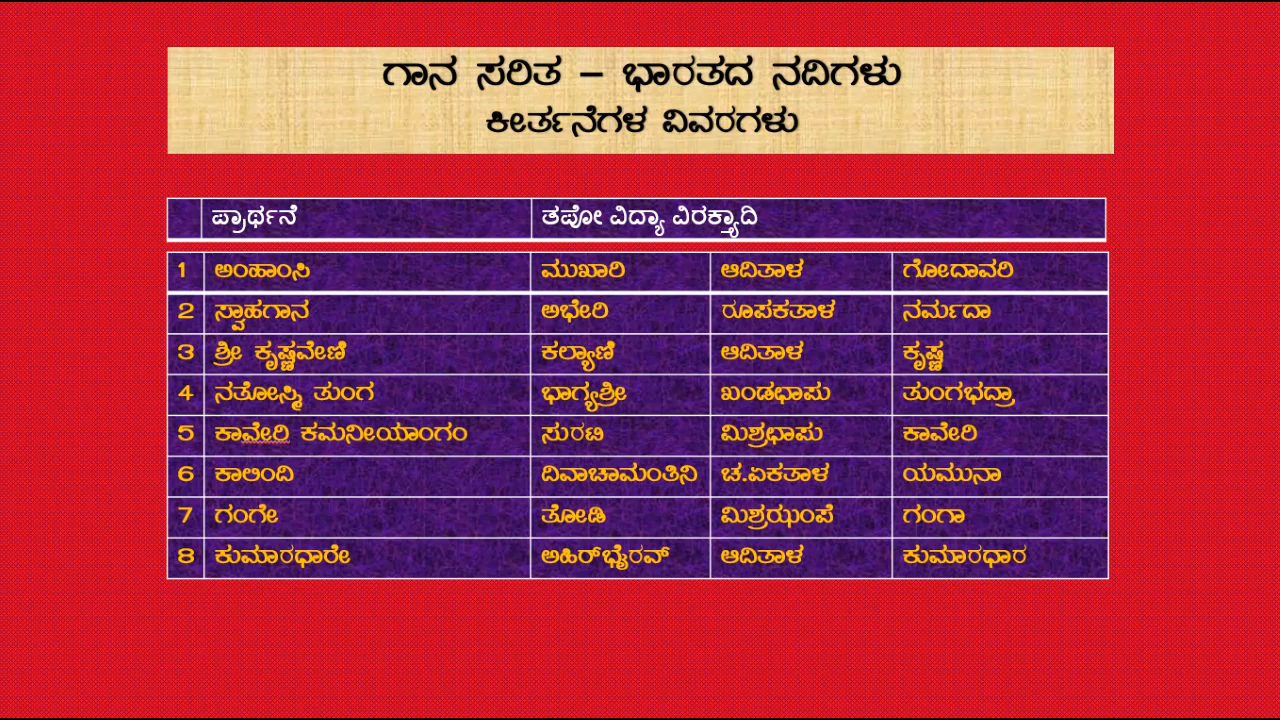 ಗಾನ ಸರಿತ – ಭಾರತದ ನದಿಗಳು
ಕೀರ್ತನೆಗಳ ವಿವರಗಳು
ಪ್ರಾರ್ಥನೆ ತಪೋ ವಿದ್ಯಾ ವಿರಕ್ತ್ಯಾದಿ
1 ಅಂಹಾಂಸಿ ಮುಖಾರಿ ಆದಿತಾಳ ಗೋದಾವರಿ
2 ಸ್ವಾಹಗಾನ ಅಭೇರಿ ರೂಪಕತಾಳ ನರ್ಮದಾ
3 ಶ್ರೀ ಕೃಷ್ಣವೇಣಿ ಕಲ್ಯಾಣಿ ಆದಿತಾಳ ಕೃಷ್ಣ
4 ನತೋಸ್ಮಿ ತುಂಗ ಭಾಗ್ಯಶ್ರೀ ಖಂಡಛಾಪು ತುಂಗಭದ್ರಾ
5 ಕಾವೇರಿ ಕಮನೀಯಾಂಗಂ ಸುರಟಿ ಮಿಶ್ರಛಾಪು ಕಾವೇರಿ
6 ಕಾಲಿಂದಿ ದಿವಾಚಾಮಂತಿನಿ ಚ.ಏಕತಾಳ ಯಮುನಾ
7 ಗಂಗೇ ತೋಡಿ ಮಿಶ್ರಝಂಪೆ ಗಂಗಾ
8 ಕುಮಾರಧಾರೇ ಅಹಿರ್‌ಭೈರವ್ ಆದಿತಾಳ ಕುಮಾರಧಾರ